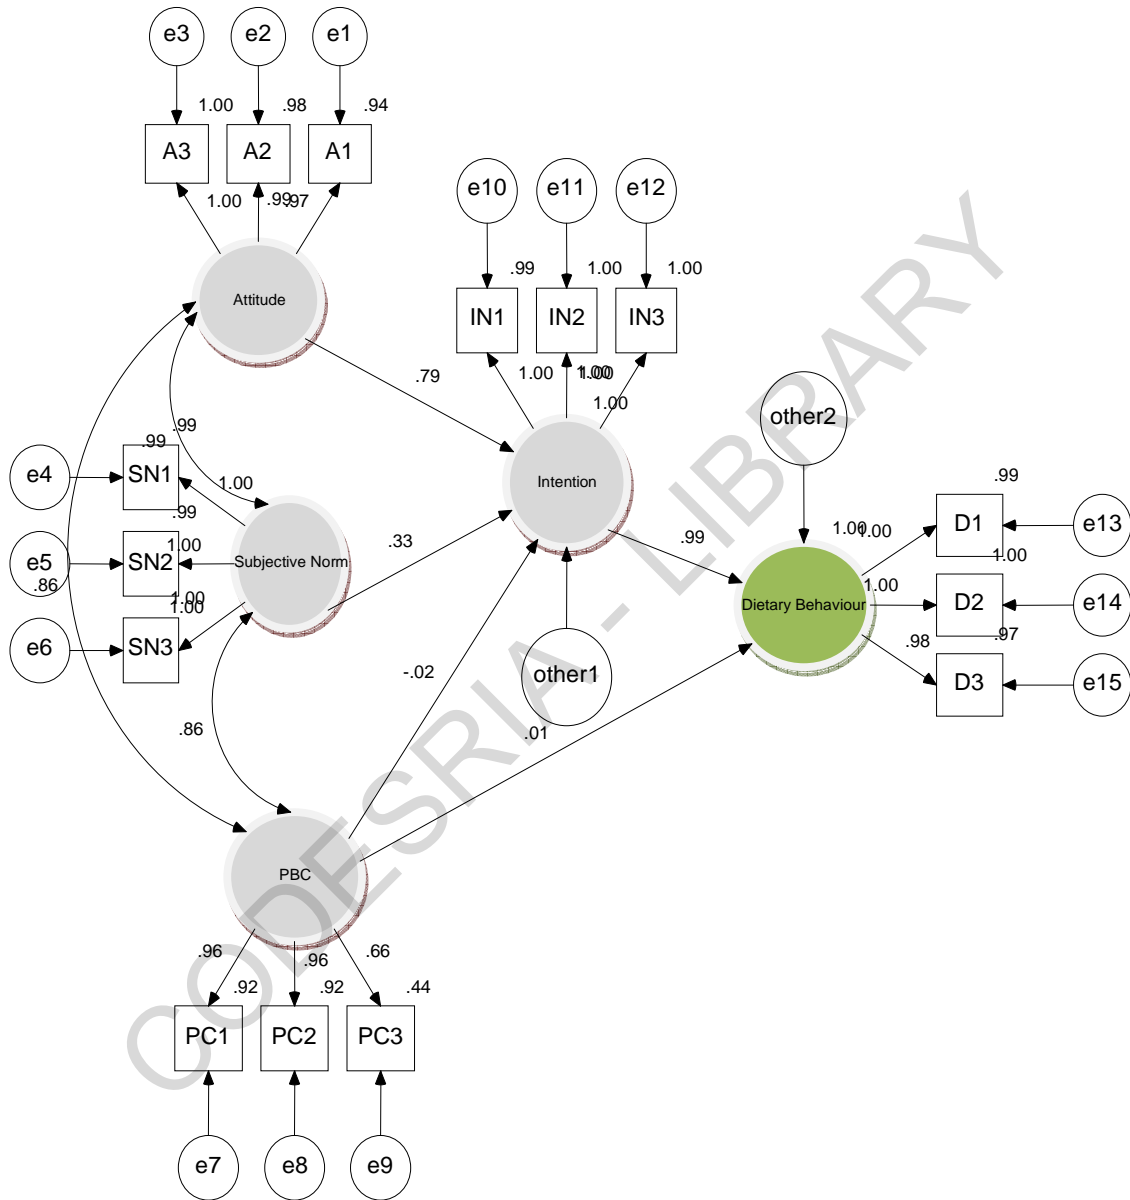 e3 e2 e1
1.00 .98 .94
A3 A2 A1
1.00 .99 .97
Attitude
e10 e11 e12
.99 1.00 1.00
IN1 IN2 IN3
1.00 1.00 1.00 1.00
.79
Intention
other2
.99
.99 SN1
e4
1.00
.99
SN2
e5
1.00
Subjective Norm
.86
1.00 1.00
SN3
e6
.33
.99
.99
D1 e13
1.00 1.00
1.00
D2 e14
1.00
Dietary Behaviour
.97
.98
D3 e15
other1
-.02
.01
.86
PBC
.96 .96 .66
.92 .92 .44
PC1 PC2 PC3
e7 e8 e9
CODESRIA - LIBRARY